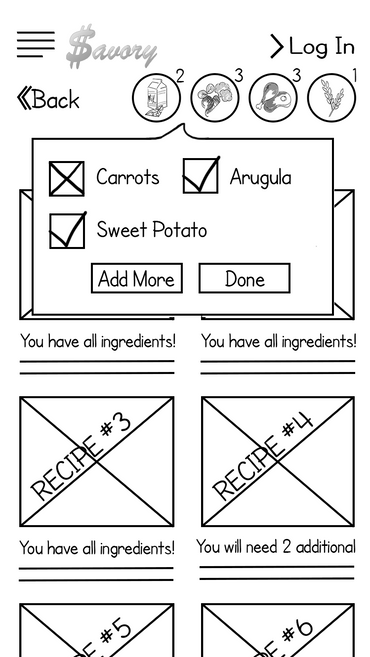 $avory
Log In
Back
2
3
3
1
Carrots
Arugula
Sweet Potato
Add More
Done
You have all ingredients!
You have all ingredients!
RECIPE #3
RECIPE #4
You have all ingredients!
You will need 2 additional
#5
#6